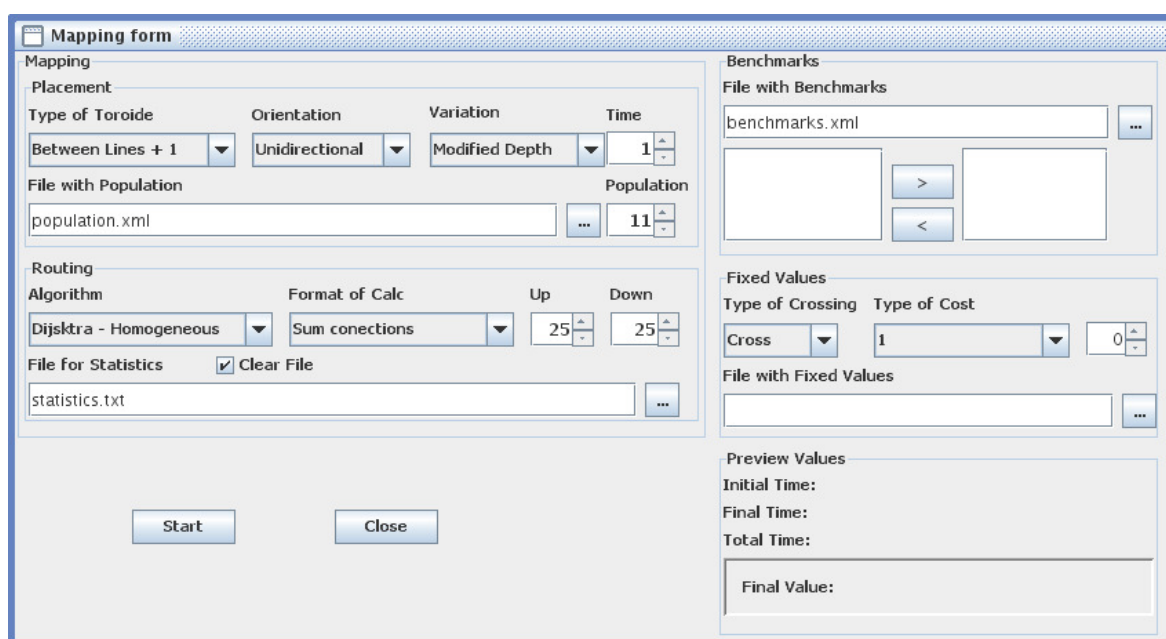 Mapping form
Mapping
Placement
Type of Toroide Orientation Variation Time
Between Lines + 1 Unidirectional Modified Depth 1
File with Population Population
population.xml ... 11
Routing
Algorithm Format of Calc Up Down
Dijsktra - Homogeneous Sum conections 25 25
File for Statistics Clear File
statistics.txt ...
Start Close
Benchmarks
File with Benchmarks
benchmarks.xml ...
>
<
Fixed Values
Type of Crossing Type of Cost
Cross 1 0
File with Fixed Values
...
Preview Values
Initial Time:
Final Time:
Total Time:
Final Value: